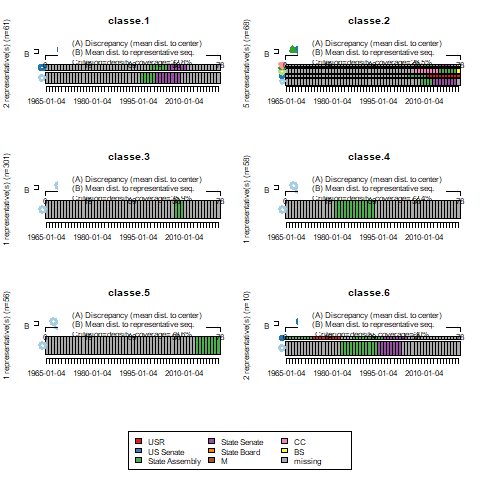 classe.1
2 representative(s) (n=61)
B
(A) Discrepancy (mean dist. to center)
(B) Mean dist. to representative seq.
1965-01-04 1980-01-04 1995-01-04 2010-01-04
classe.2
5 representative(s) (n=68)
B
(A) Discrepancy (mean dist. to center)
(B) Mean dist. to representative seq.
1965-01-04 1980-01-04 1995-01-04 2010-01-04
classe.3
1 representative(s) (n=301)
B
(A) Discrepancy (mean dist. to center)
(B) Mean dist. to representative seq.
1965-01-04 1980-01-04 1995-01-04 2010-01-04
classe.4
B
(A) Discrepancy (mean dist. to center)
(B) Mean dist. to representative seq.
1965-01-04 1980-01-04 1995-01-04 2010-01-04
classe.5
1 representative(s) (n=56)
B
(A) Discrepancy (mean dist. to center)
(B) Mean dist. to representative seq.
1965-01-04 1980-01-04 1995-01-04 2010-01-04
classe.6
2 representative(s) (n=10)
B
(A) Discrepancy (mean dist. to center)
(B) Mean dist. to representative seq.
1965-01-04 1980-01-04 1995-01-04 2010-01-04
USR State Senate CC
US Senate State Board BS
State Assembly M missing